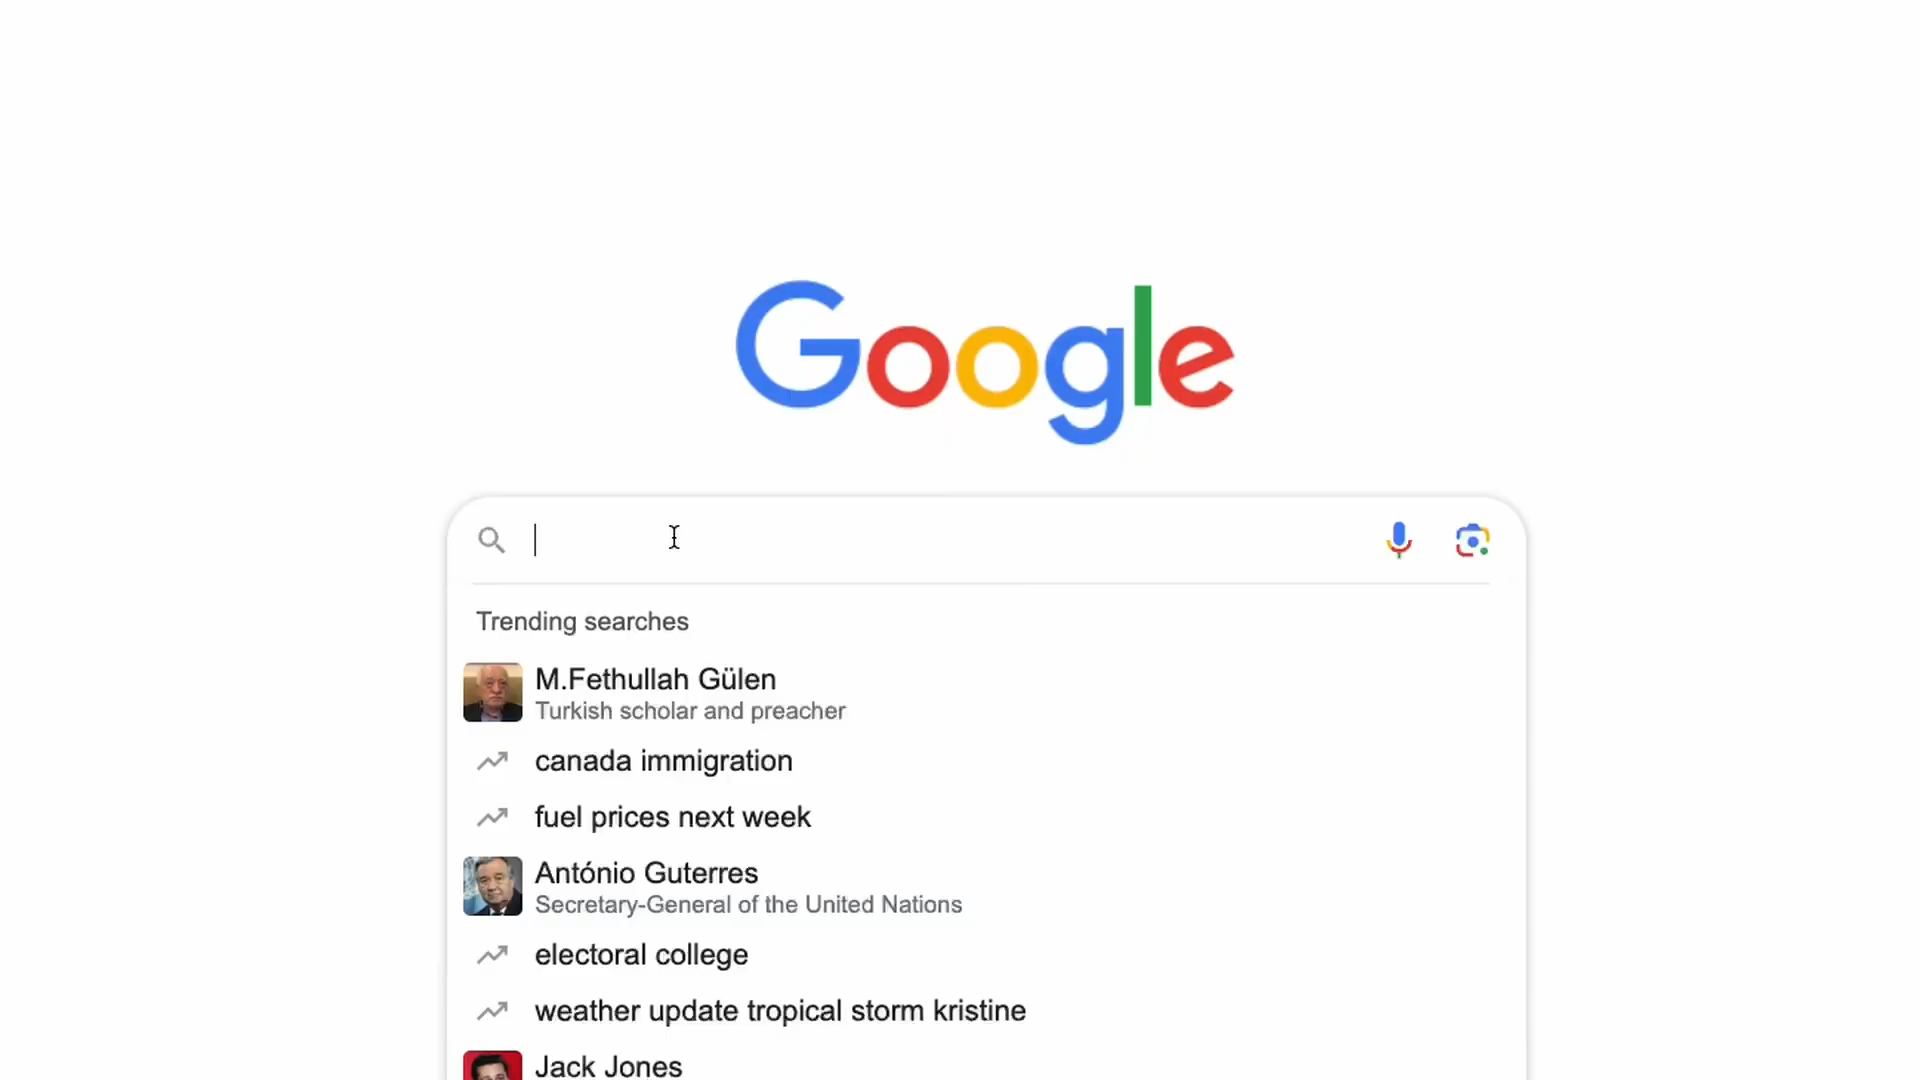 Google
Trending searches
M.Fethullah Gülen
Turkish scholar and preacher
canada immigration
fuel prices next week
António Guterres
Secretary-General of the United Nations
electoral college
weather update tropical storm kristine
Jack Jones